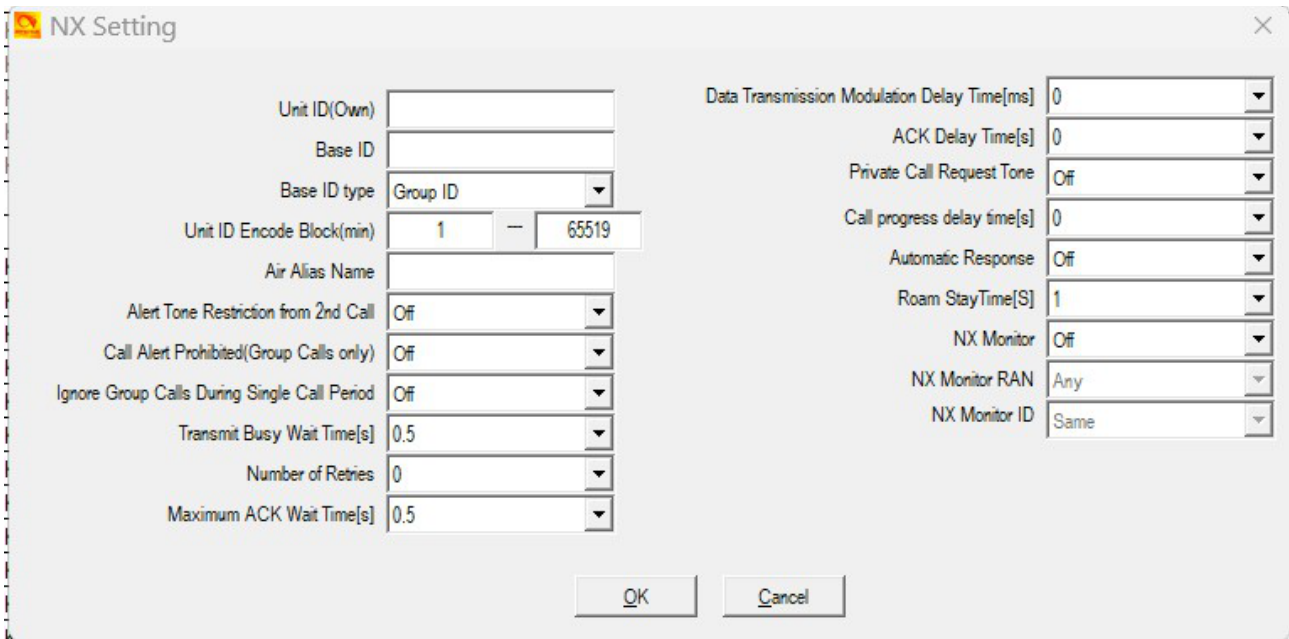 NX Setting
Unit ID(Own)
Base ID
Base ID type Group ID
Unit ID Encode Block(min) 1 — 65519
Air Alias Name
Alert Tone Restriction from 2nd Call Off
Call Alert Prohibited(Group Calls only) Off
Ignore Group Calls During Single Call Period Off
Transmit Busy Wait Time[s] 0.5
Number of Retries 0
Maximum ACK Wait Time[s] 0.5
Data Transmission Modulation Delay Time[ms] 0
ACK Delay Time[s] 0
Private Call Request Tone Off
Call progress delay time[s] 0
Automatic Response Off
Roam StayTime[S] 1
NX Monitor Off
NX Monitor RAN Any
NX Monitor ID Same
OK Cancel